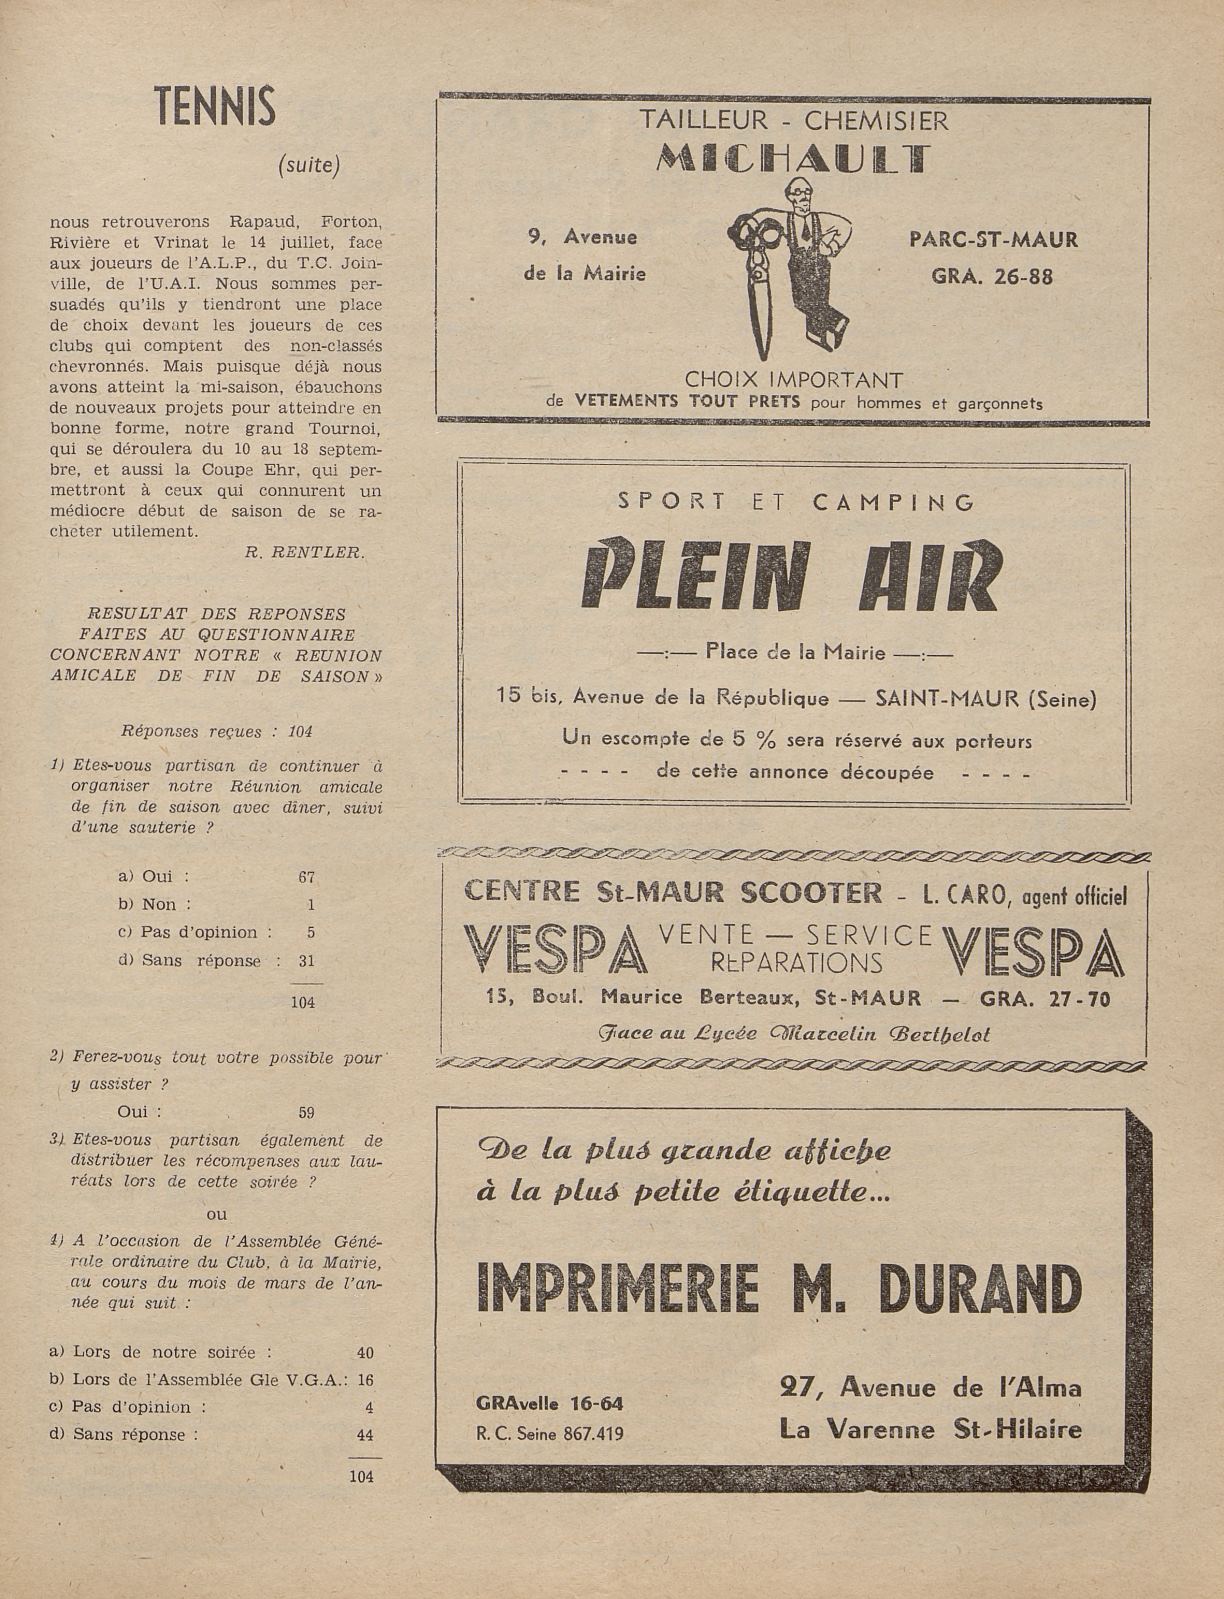 TENNIS
(suite)
nous retrouverons Rapaud, Forton,
Rivière et Vrinat le 14 juillet, face
aux joueurs de l'A.L.P., du T.C. Join-
ville, de l'U.A.I. Nous sommes per-
suadés qu'ils y tiendront une place
de choix devant les joueurs de ces
clubs qui comptent des non-classés
chevronnés. Mais puisque déjà nous
avons atteint la mi-saison, ébauchons
de nouveaux projets pour atteindre en
bonne forme, notre grand Tournoi,
qui se déroulera du 10 au 18 septem-
bre, et aussi la Coupe Ehr, qui per-
mettront à ceux qui connurent un
médiocre début de saison de se ra-
cheter utilement.
R. RENTLER.
RESULTAT DES REPONSES
FAITES AU QUESTIONNAIRE
CONCERNANT NOTRE « REUNION
AMICALE DE FIN DE SAISON »
Réponses reçues : 104
1) Etes-vous partisan de continuer à
organiser notre Réunion amicale
de fin de saison avec dîner, suivi
d'une sauterie ?
a) Oui : 67
b) Non : 1
c) Pas d'opinion : 5
d) Sans réponse : 31
104
2) Ferez-vous tout votre possible pour
y assister ?
Oui : 59
3) Etes-vous partisan également de
distribuer les récompenses aux lau-
réats lors de cette soirée ?
ou
4) A l'occasion de l'Assemblée Géné-
rale ordinaire du Club, à la Mairie,
au cours du mois de mars de l'an-
née qui suit :
a) Lors de notre soirée : 40
b) Lors de l'Assemblée Gle V.G.A.: 16
c) Pas d'opinion : 4
d) Sans réponse : 44
104
TAILLEUR - CHEMISIER
MICHAULT
9, Avenue
de la Mairie
PARC-ST-MAUR
GRA. 26-88
CHOIX IMPORTANT
de VETEMENTS TOUT PRETS pour hommes et garçonnets
SPORT ET CAMPING
PLEIN AIR
—:— Place de la Mairie —:—
15 bis, Avenue de la République — SAINT-MAUR (Seine)
Un escompte de 5 % sera réservé aux porteurs
- - - - de cette annonce découpée - - - -
CENTRE St-MAUR SCOOTER - L. CARO, agent officiel
VESPA VENTE — SERVICE VESPA
REPARATIONS
15, Boul. Maurice Berteaux, St-MAUR — GRA. 27-70
Face au Lycée Marcelin Berthelot
De la plus grande affiche
à la plus petite étiquette...
IMPRIMERIE M. DURAND
GRAvelle 16-64
R. C. Seine 867.419
27, Avenue de l'Alma
La Varenne St-Hilaire